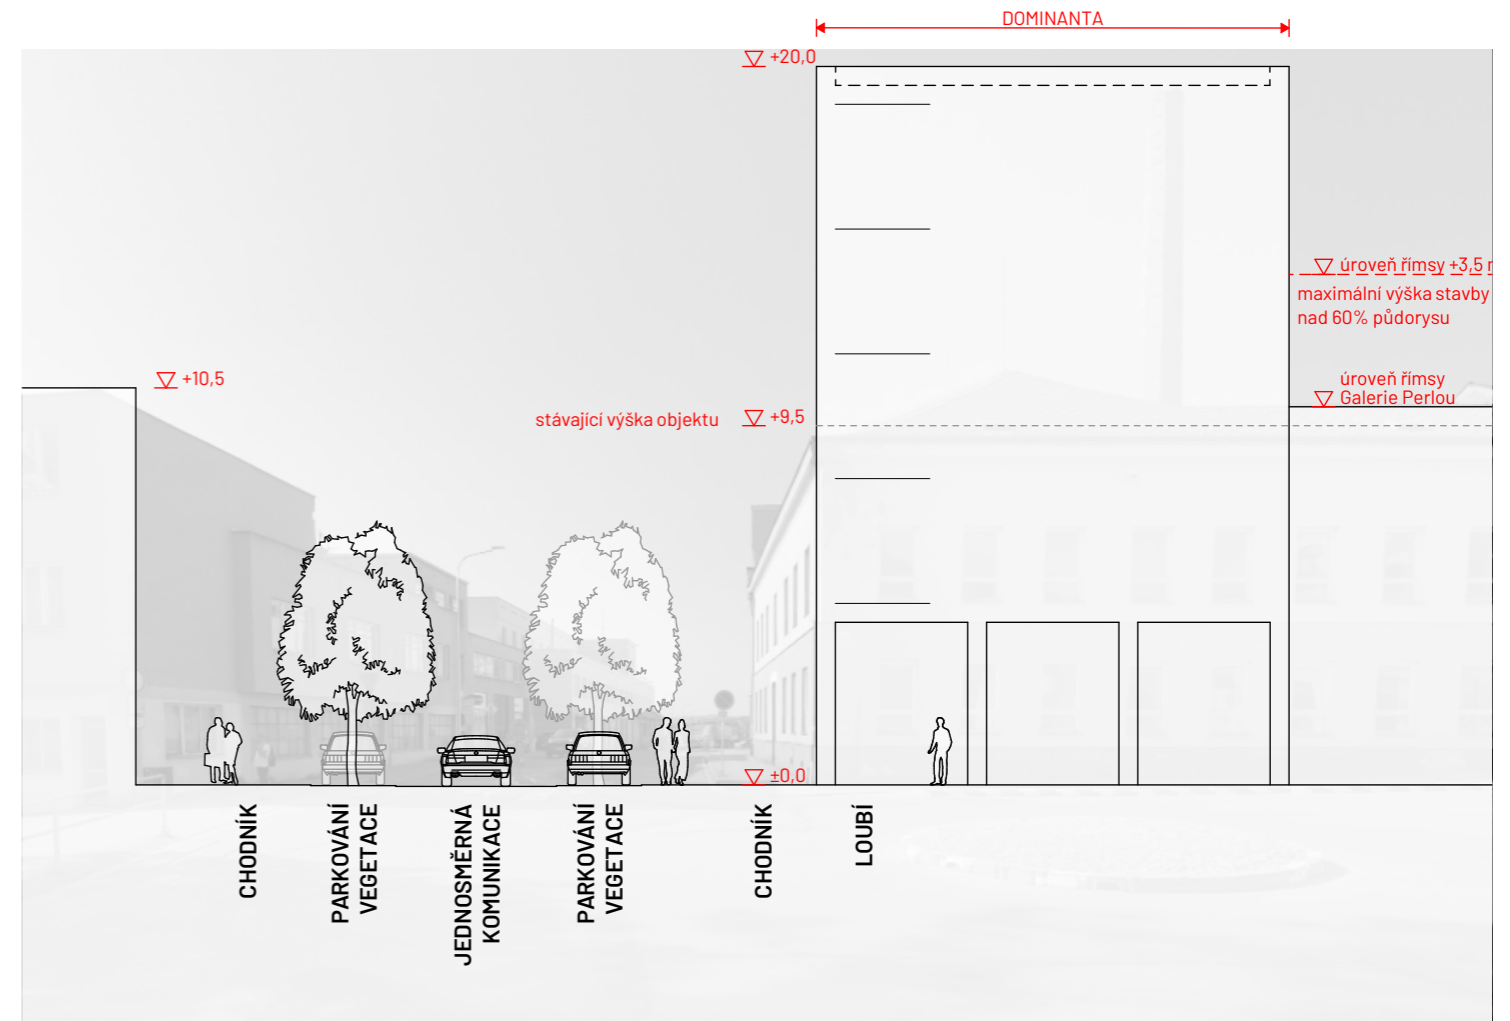 DOMINANTA
+20,0
úroveň římsy +3,5
maximální výška stavby
nad 60% půdorysu
+10,5
úroveň římsy
Galerie Perlou
stávající výška objektu
+9,5
±0,0
CHODNÍK
PARKOVÁNÍ
VEGETACE
JEDNOSMĚRNÁ
KOMUNIKACE
PARKOVÁNÍ
VEGETACE
CHODNÍK
LOUBÍ